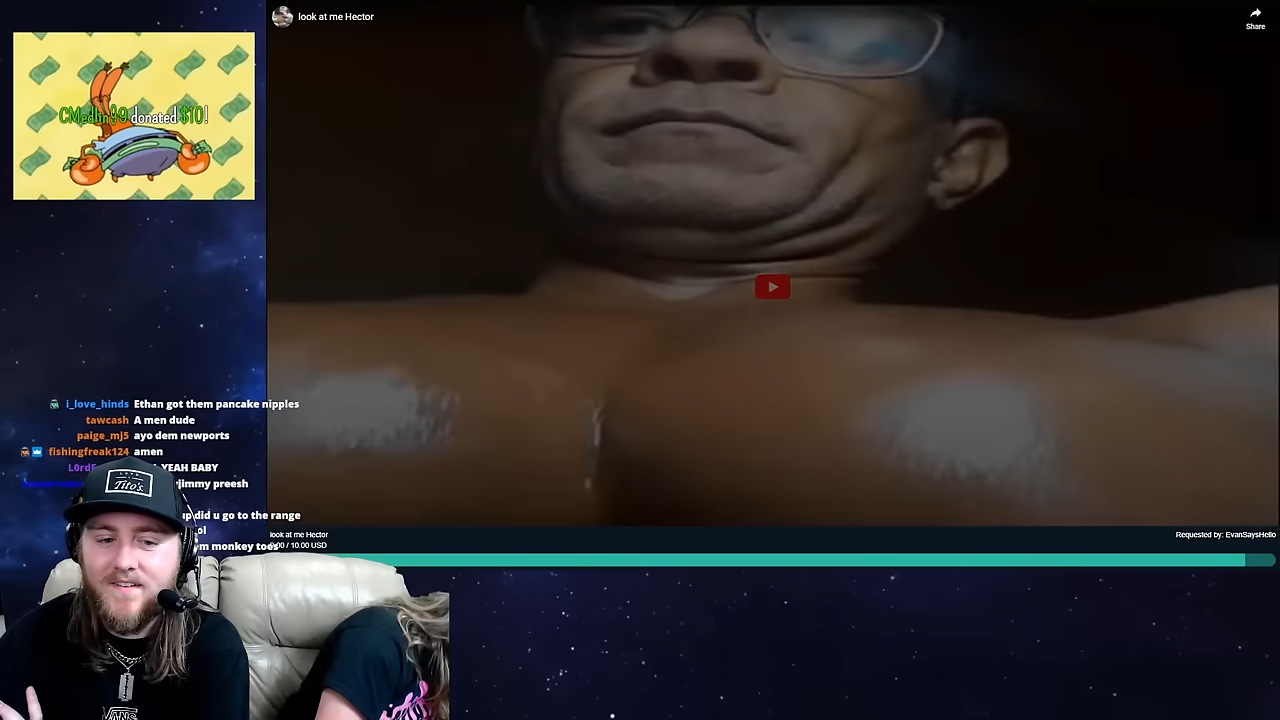 look at me Hector
Share
CMedlin99 donated $10!
i_love_hinds Ethan got them pancake nipples
tawcash A men dude
paige_mj5 ayo dem newports
fishingfreak124 amen
YEAH BABY
jimmy preesh
did u go to the range
monkey toes
look at me Hector
Requested by: EvanSaysHello
/ 10.00 USD
Tito's.
VANS